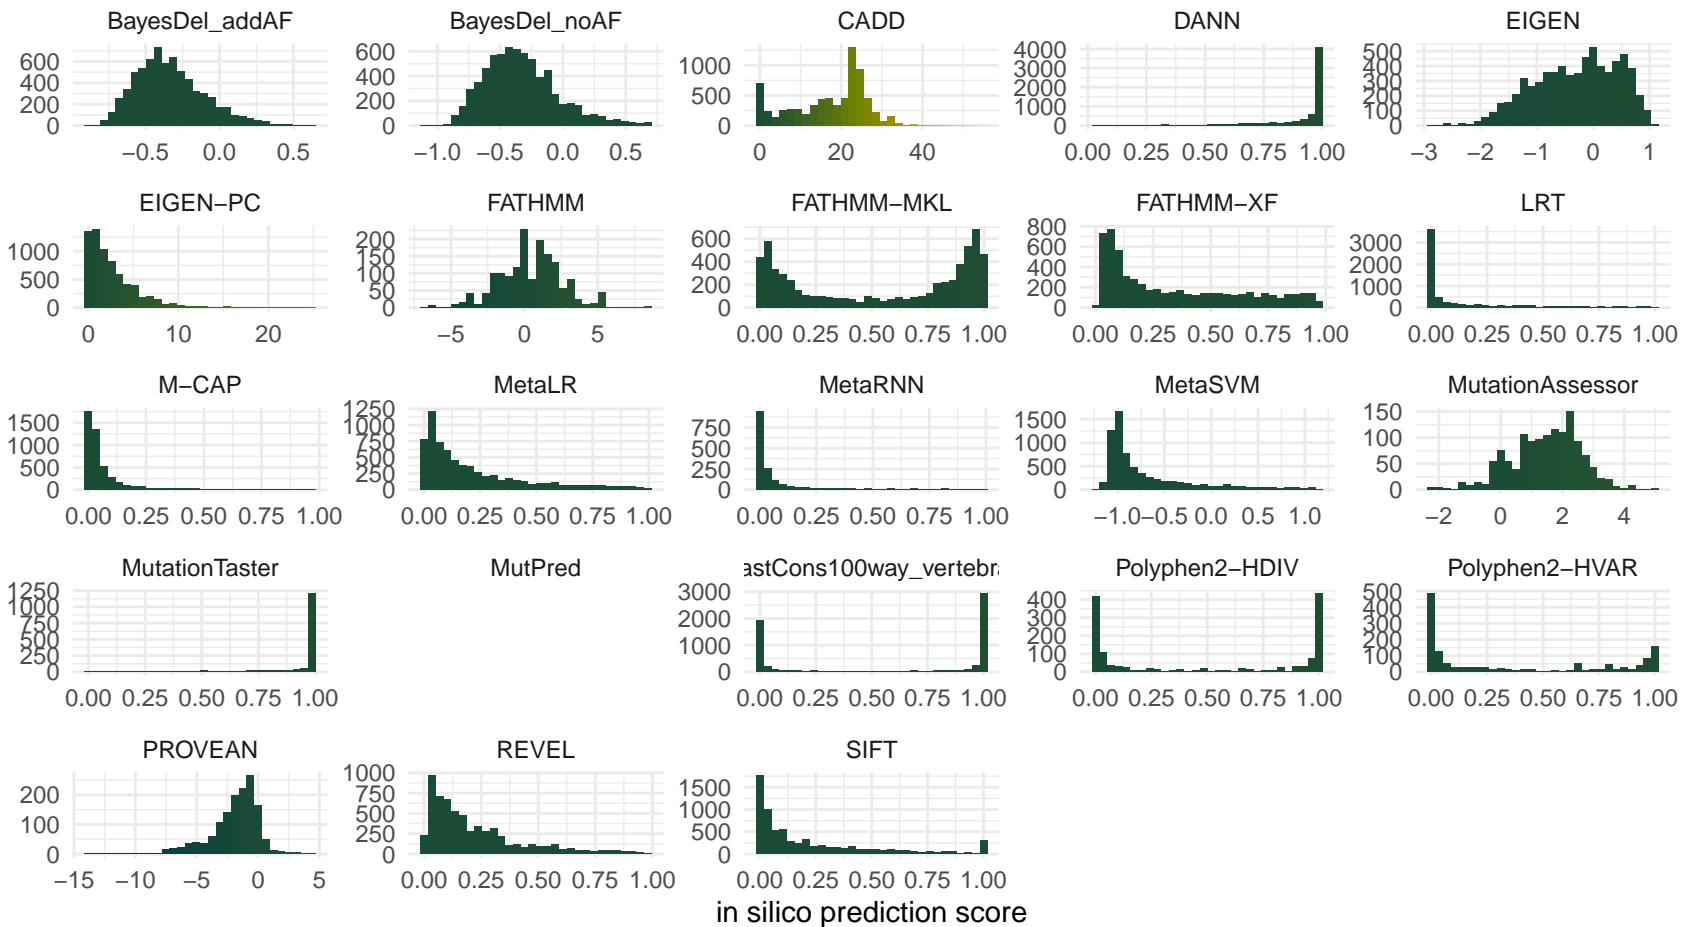 BayesDel_addAF
BayesDel_noAF
CADD
DANN
EIGEN
600
400
200
0
−0.5 0.0 0.5
600
400
200
0
−1.0 −0.5 0.0 0.5
1000
500
0
0 20 40
4000
3000
2000
1000
0
0.00 0.25 0.50 0.75 1.00
500
400
300
200
100
0
−3 −2 −1 0 1
EIGEN−PC
FATHMM
FATHMM−MKL
FATHMM−XF
LRT
1000
500
0
0 10 20
200
150
100
50
0
−5 0 5
600
400
200
0
0.00 0.25 0.50 0.75 1.00
800
600
400
200
0
0.00 0.25 0.50 0.75 1.00
3000
2000
1000
0
0.00 0.25 0.50 0.75 1.00
M−CAP
MetaLR
MetaRNN
MetaSVM
MutationAssessor
1500
1000
500
0
0.00 0.25 0.50 0.75 1.00
1250
1000
750
500
250
0
0.00 0.25 0.50 0.75 1.00
750
500
250
0
0.00 0.25 0.50 0.75 1.00
1500
1000
500
0
−1.0 −0.5 0.0 0.5 1.0
150
100
50
0
−2 0 2 4
MutationTaster
MutPred
astCons100way_vertebra
Polyphen2−HDIV
Polyphen2−HVAR
1250
1000
750
500
250
0
0.00 0.25 0.50 0.75 1.00
3000
2000
1000
0
0.00 0.25 0.50 0.75 1.00
400
300
200
100
0
0.00 0.25 0.50 0.75 1.00
500
400
300
200
100
0
0.00 0.25 0.50 0.75 1.00
PROVEAN
REVEL
SIFT
200
100
0
−15 −10 −5 0 5
1000
750
500
250
0
0.00 0.25 0.50 0.75 1.00
1500
1000
500
0
0.00 0.25 0.50 0.75 1.00
in silico prediction score